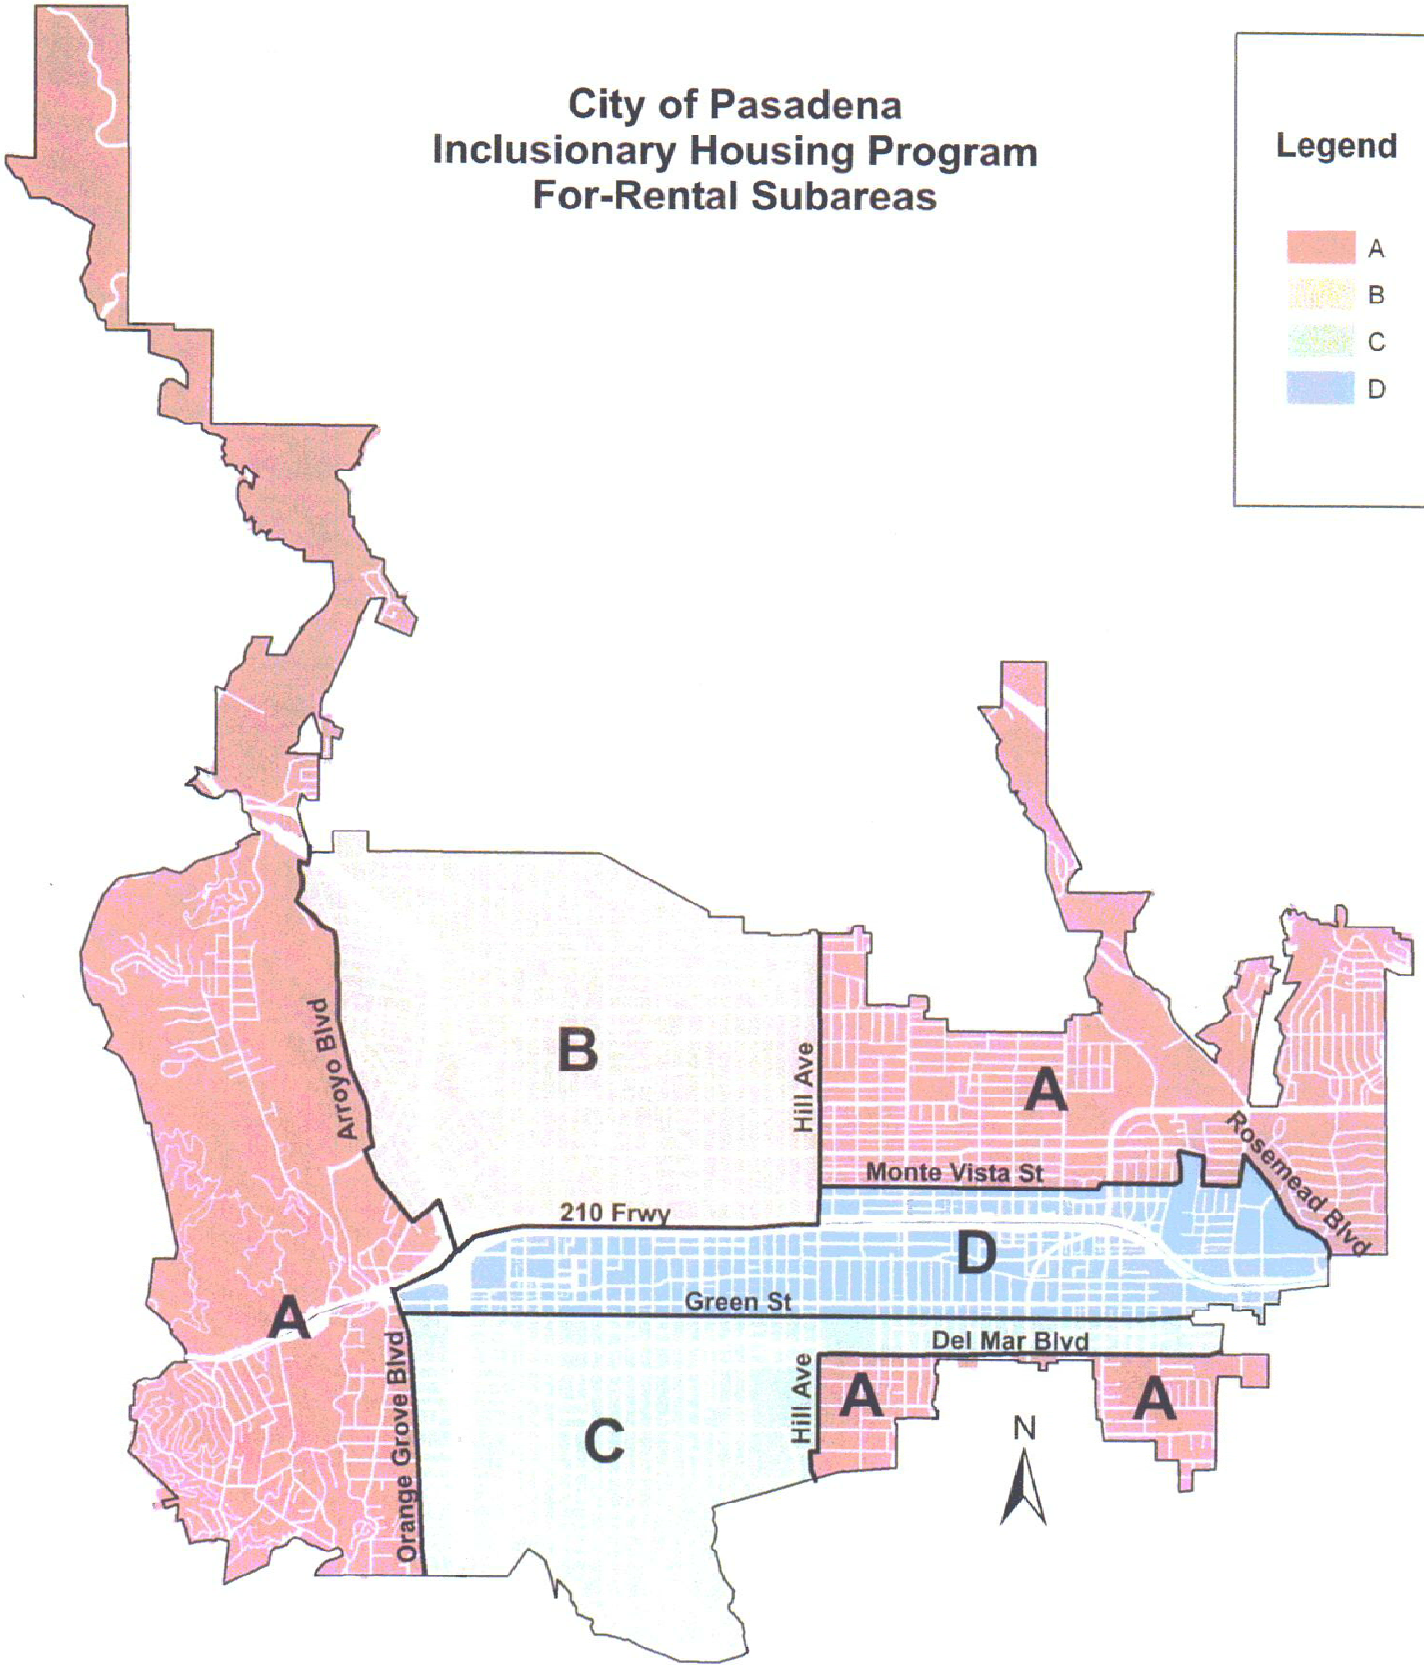 City of Pasadena
Inclusionary Housing Program
For-Rental Subareas
Legend
A
B
C
D
Arroyo Blvd
B
Hill Ave
A
Rosemead Blvd
Monte Vista St
210 Frwy
D
Green St
A
Del Mar Blvd
Orange Grove Blvd
Hill Ave
A
A
C
N